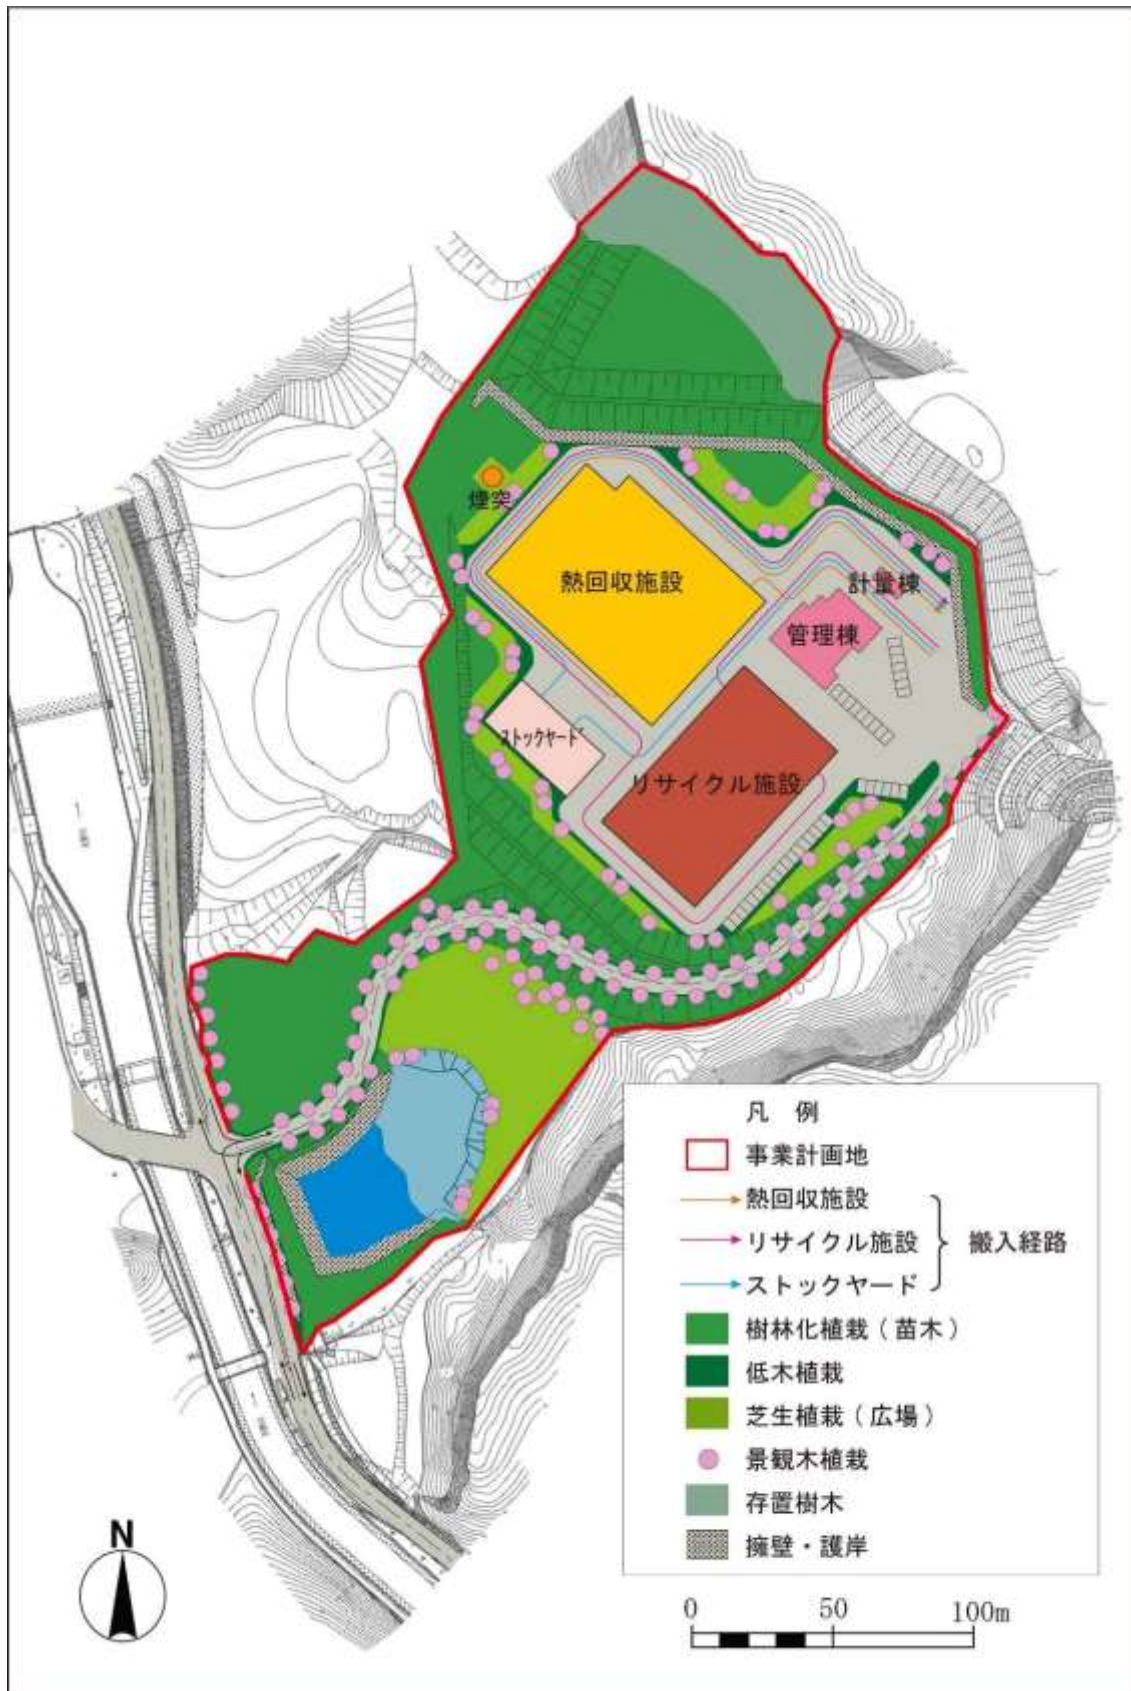 煙突
熱回収施設
計量棟
管理棟
ストックヤード
リサイクル施設
凡 例
事業計画地
熱回収施設
リサイクル施設
搬入経路
ストックヤード
樹林化植栽(苗木)
低木植栽
芝生植栽(広場)
景観木植栽
存置樹木
擁壁・護岸
N
0 50 100m